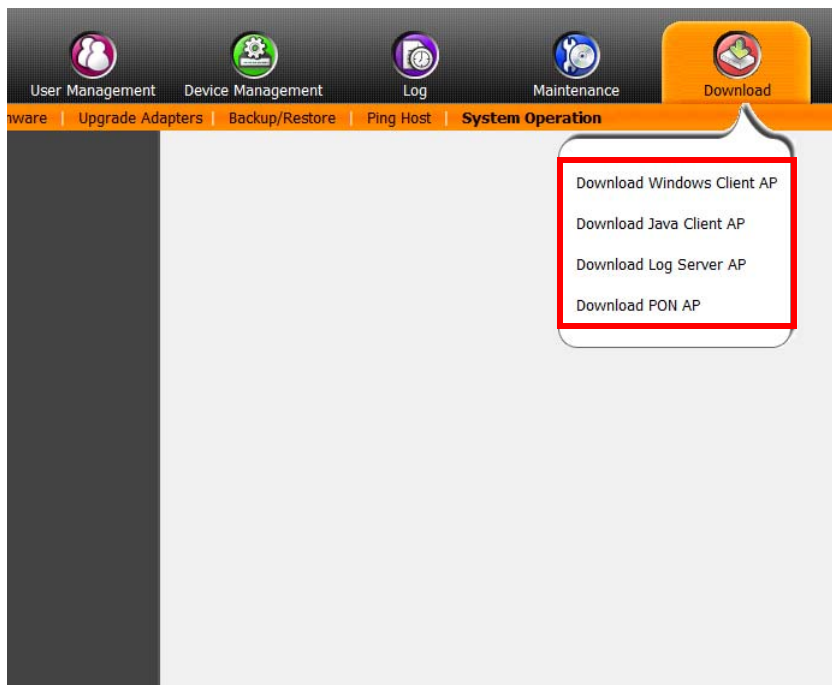 User Management Device Management Log Maintenance Download
nware | Upgrade Adapters | Backup/Restore | Ping Host | System Operation
Download Windows Client AP
Download Java Client AP
Download Log Server AP
Download PON AP